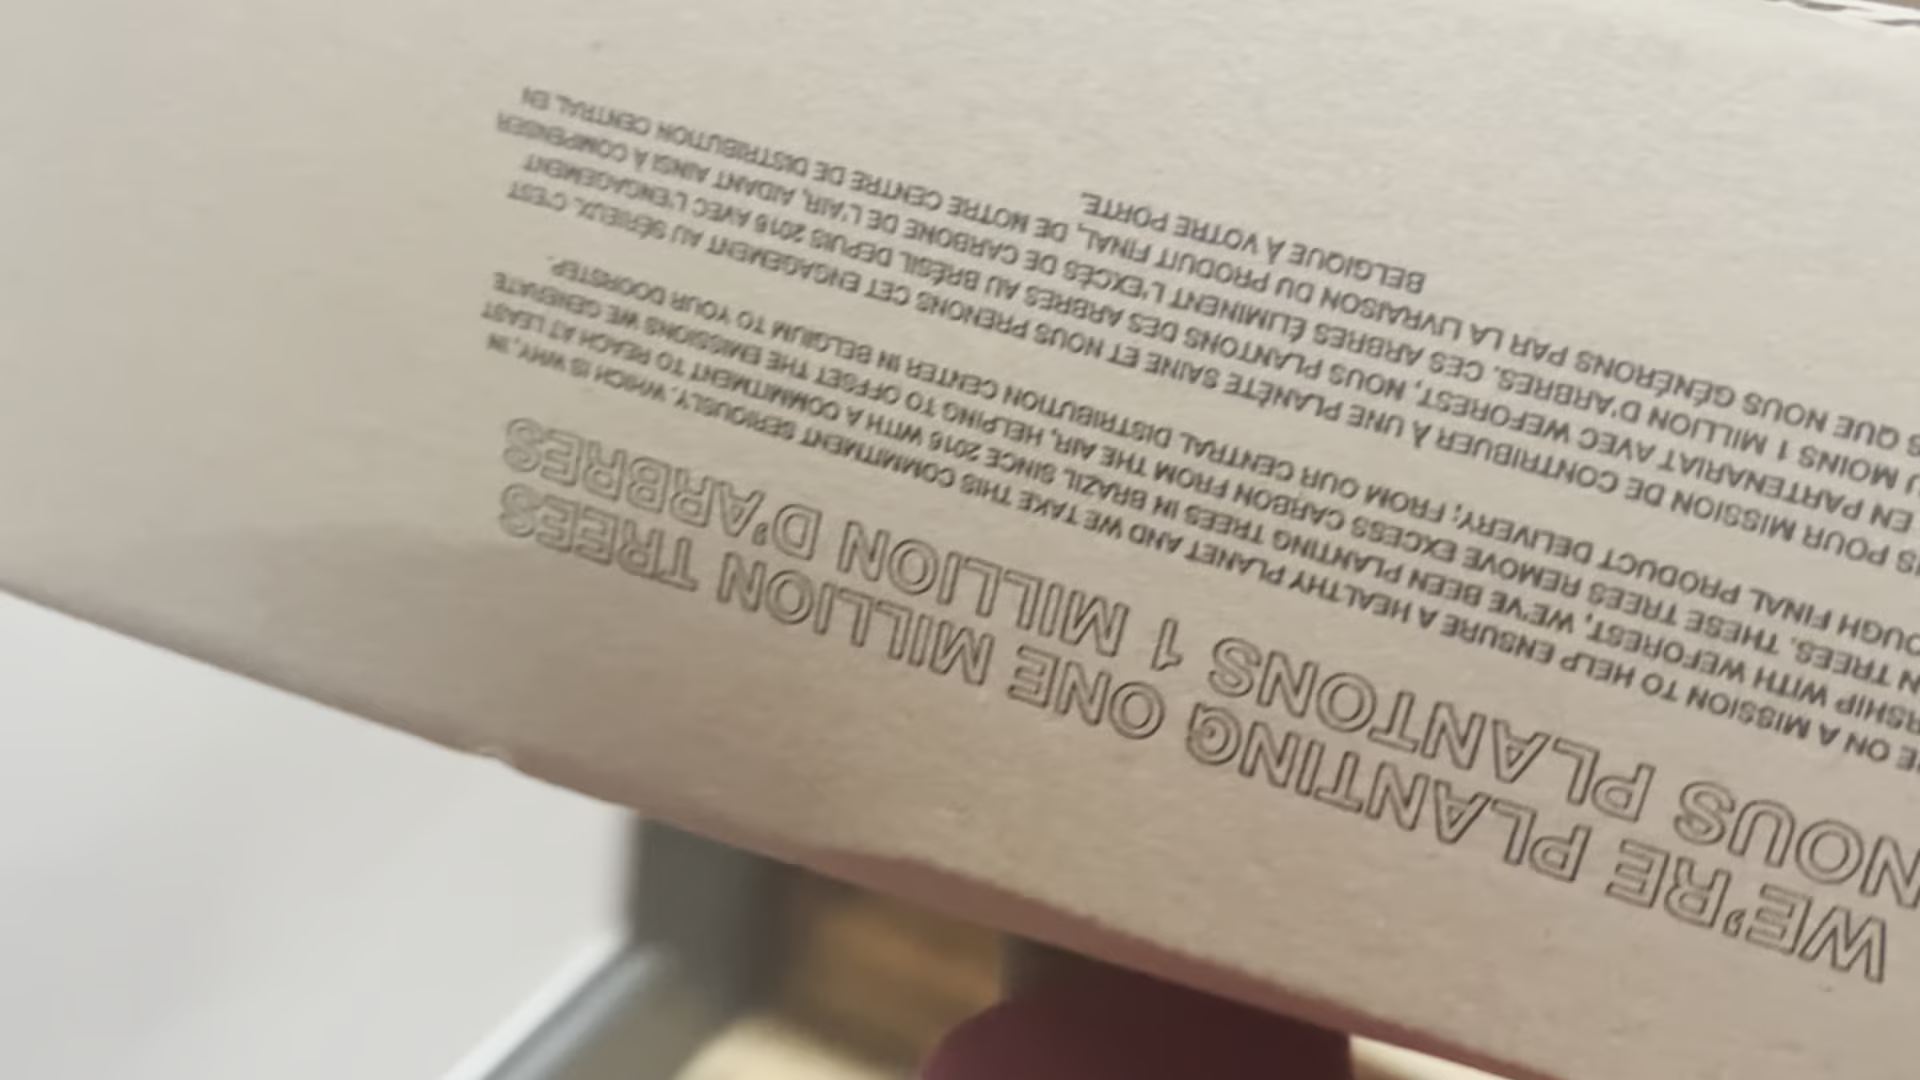 WE'RE PLANTING ONE MILLION TREES
NOUS PLANTONS 1 MILLION D'ARBRES
ON A MISSION TO HELP ENSURE A HEALTHY PLANET AND WE TAKE THIS COMMITMENT SERIOUSLY, WHICH IS WHY, IN
WITH WEFOREST, WE'VE BEEN PLANTING TREES IN BRAZIL SINCE 2016 WITH A COMMITMENT TO REACH AT LEAST
TREES. THESE TREES REMOVE EXCESS CARBON FROM THE AIR, HELPING TO OFFSET THE EMISSIONS WE GENERATE
FINAL PRODUCT DELIVERY; FROM OUR CENTRAL DISTRIBUTION CENTER IN BELGIUM TO YOUR DOORSTEP.
POUR MISSION DE CONTRIBUER À UNE PLANÈTE SAINE ET NOUS PRENONS CET ENGAGEMENT AU SÉRIEUX. C'EST
EN PARTENARIAT AVEC WEFOREST, NOUS PLANTONS DES ARBRES AU BRÉSIL DEPUIS 2016 AVEC L'ENGAGEMENT
MOINS 1 MILLION D'ARBRES. CES ARBRES ÉLIMINENT L'EXCÈS DE CARBONE DE L'AIR, AIDANT AINSI À COMPENSER
QUE NOUS GÉNÉRONS PAR LA LIVRAISON DU PRODUIT FINAL, DE NOTRE CENTRE DE DISTRIBUTION CENTRAL EN
BELGIQUE À VOTRE PORTE.